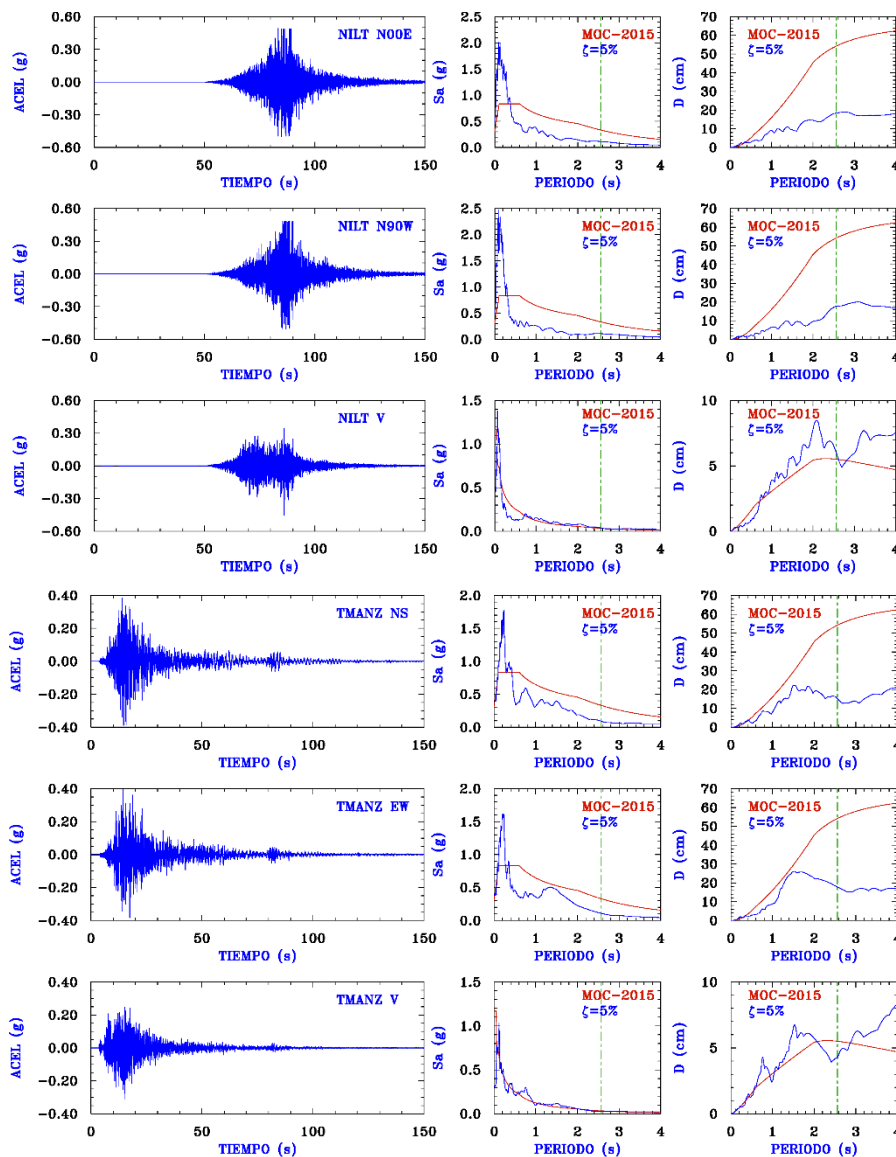 ACEL (g)
0.60
0.30
0.00
−0.30
−0.60
0
50
100
150
TIEMPO (s)
NILT N00E
Sa (g)
2.5
2.0
1.5
1.0
0.5
0.0
0
1
2
3
4
PERIODO (s)
MOC−2015
ζ=5%
D (cm)
70
60
50
40
30
20
10
0
0
1
2
3
4
PERIODO (s)
MOC−2015
ζ=5%
ACEL (g)
0.60
0.30
0.00
−0.30
−0.60
0
50
100
150
TIEMPO (s)
NILT N90W
Sa (g)
2.5
2.0
1.5
1.0
0.5
0.0
0
1
2
3
4
PERIODO (s)
MOC−2015
ζ=5%
D (cm)
70
60
50
40
30
20
10
0
0
1
2
3
4
PERIODO (s)
MOC−2015
ζ=5%
ACEL (g)
0.60
0.30
0.00
−0.30
−0.60
0
50
100
150
TIEMPO (s)
NILT V
Sa (g)
1.5
1.0
0.5
0.0
0
1
2
3
4
PERIODO (s)
MOC−2015
ζ=5%
D (cm)
10
5
0
0
1
2
3
4
PERIODO (s)
MOC−2015
ζ=5%
ACEL (g)
0.40
0.20
0.00
−0.20
−0.40
0
50
100
150
TIEMPO (s)
TMANZ NS
Sa (g)
2.0
1.5
1.0
0.5
0.0
0
1
2
3
4
PERIODO (s)
MOC−2015
ζ=5%
D (cm)
70
60
50
40
30
20
10
0
0
1
2
3
4
PERIODO (s)
MOC−2015
ζ=5%
ACEL (g)
0.40
0.20
0.00
−0.20
−0.40
0
50
100
150
TIEMPO (s)
TMANZ EW
Sa (g)
2.0
1.5
1.0
0.5
0.0
0
1
2
3
4
PERIODO (s)
MOC−2015
ζ=5%
D (cm)
70
60
50
40
30
20
10
0
0
1
2
3
4
PERIODO (s)
MOC−2015
ζ=5%
ACEL (g)
0.40
0.20
0.00
−0.20
−0.40
0
50
100
150
TIEMPO (s)
TMANZ V
Sa (g)
1.5
1.0
0.5
0.0
0
1
2
3
4
PERIODO (s)
MOC−2015
ζ=5%
D (cm)
10
5
0
0
1
2
3
4
PERIODO (s)
MOC−2015
ζ=5%